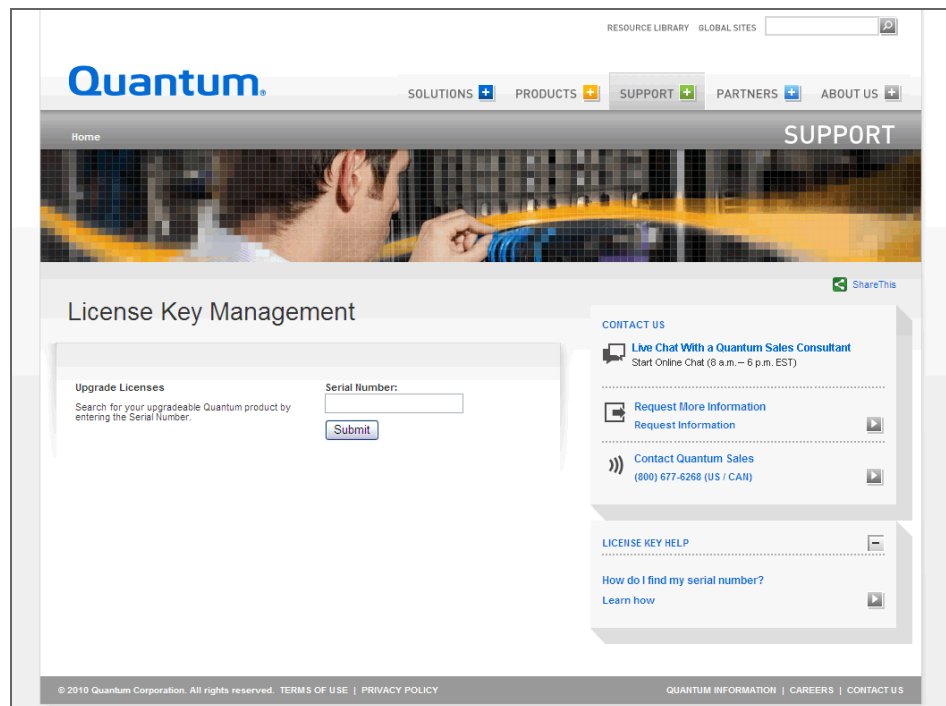 RESOURCE LIBRARY GLOBAL SITES
Quantum.
SOLUTIONS + PRODUCTS + SUPPORT + PARTNERS + ABOUT US +
Home
SUPPORT
ShareThis
License Key Management
Upgrade Licenses
Search for your upgradeable Quantum product by
entering the Serial Number.
Serial Number:
Submit
CONTACT US
Live Chat With a Quantum Sales Consultant
Start Online Chat (8 a.m. – 6 p.m. EST)
Request More Information
Request Information
Contact Quantum Sales
(800) 677-6268 (US / CAN)
LICENSE KEY HELP
How do I find my serial number?
Learn how
© 2010 Quantum Corporation. All rights reserved. TERMS OF USE | PRIVACY POLICY
QUANTUM INFORMATION | CAREERS | CONTACT US